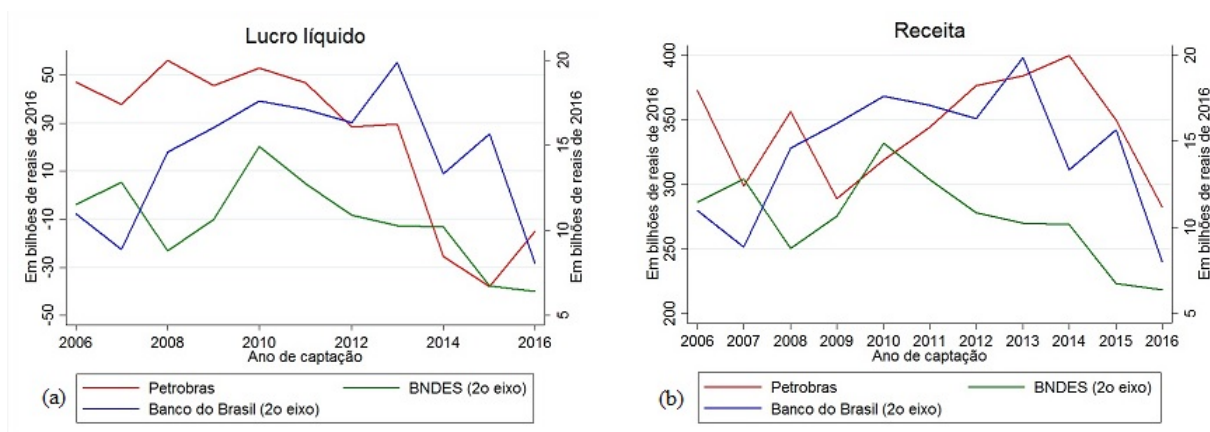 Lucro líquido
Em bilhões de reais de 2016
50
30
10
-10
-30
-50
20
15
10
5
Em bilhões de reais de 2016
2006
2008
2010
2012
2014
2016
Ano de captação
Petrobras
BNDES (2o eixo)
Banco do Brasil (2o eixo)
(a)
Receita
Em bilhões de reais de 2016
400
350
300
250
200
20
15
10
5
Em bilhões de reais de 2016
2006
2007
2008
2009
2010
2011
2012
2013
2014
2015
2016
Ano de captação
Petrobras
BNDES (2o eixo)
Banco do Brasil (2o eixo)
(b)